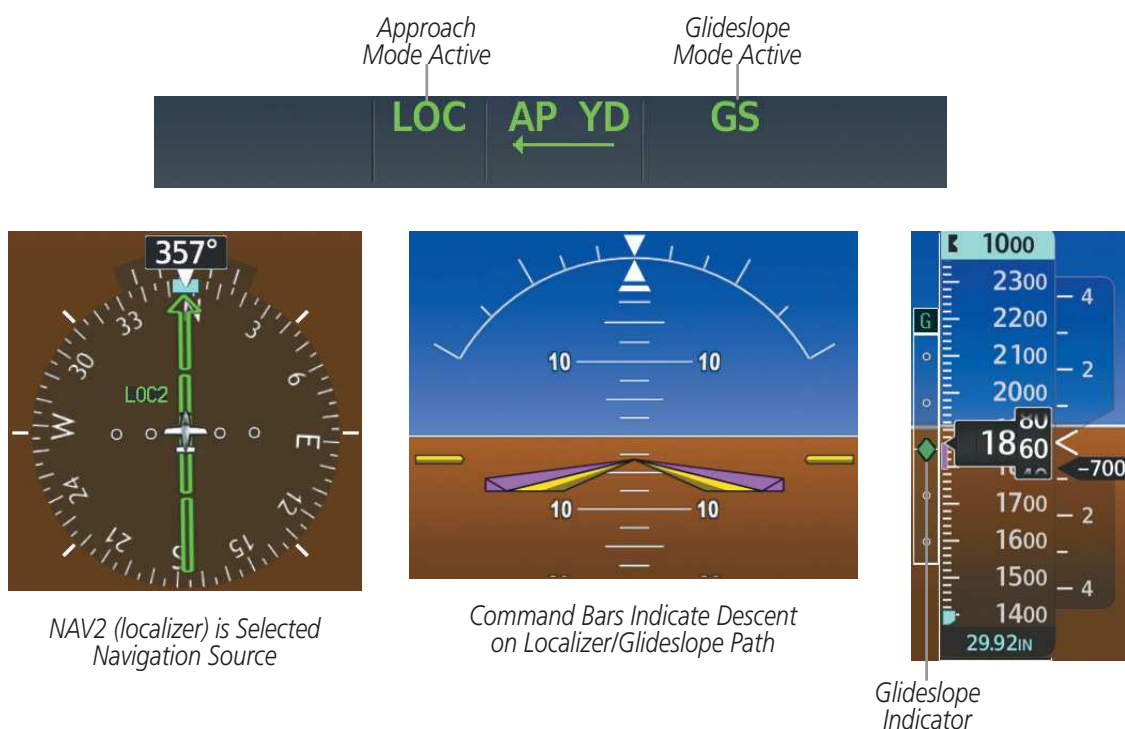 Approach
Mode Active
Glideslope
Mode Active
LOC
AP YD
GS
357°
33
3
30
6
LOC2
W
E
24
12
21
S
15
NAV2 (localizer) is Selected
Navigation Source
10 10
10 10
Command Bars Indicate Descent
on Localizer/Glideslope Path
1000
2300
4
G
2200
2100
2
2000
80
1860
-700
1700
2
1600
1500
4
1400
29.92IN
Glideslope
Indicator